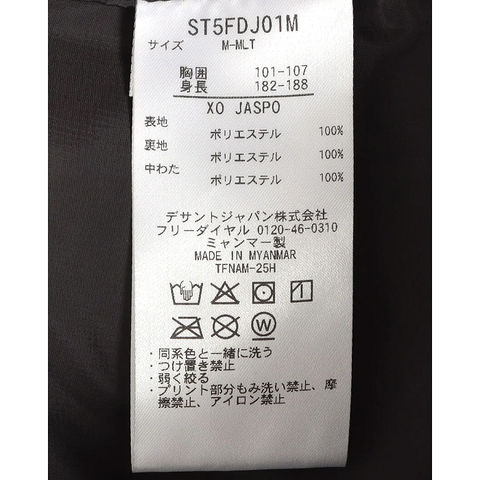 ST5FDJ01M
サイズ M-MLT
胸囲 101-107
身長 182-188
XO JASPO
表地
ポリエステル 100%
裏地
ポリエステル 100%
中わた
ポリエステル 100%
デサントジャパン株式会社
フリーダイヤル 0120-46-0310
ミャンマー製
MADE IN MYANMAR
TFNAM-25H
・同系色と一緒に洗う
・つけ置き禁止
・弱く絞る
・プリント部分もみ洗い禁止、摩
擦禁止、アイロン禁止